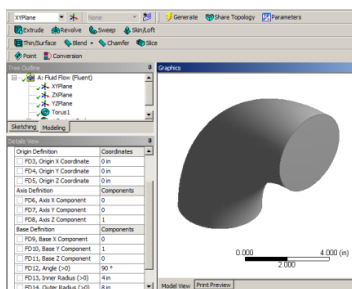 XYPlane None Generate Share Topology Parameters
Extrude Revolve Sweep Skin/Loft
Thin/Surface Blend Chamfer Slice
Point Conversion
Tree Outline
Graphics
A: Fluid Flow (Fluent)
XYPlane
ZXPlane
YZPlane
Torus1
Sketching Modeling
Details View
Origin Definition Coordinates
FD3, Origin X Coordinate 0 in
FD4, Origin Y Coordinate 0 in
FD5, Origin Z Coordinate 0 in
Axis Definition Components
FD6, Axis X Component 0
FD7, Axis Y Component 0
FD8, Axis Z Component 1
Base Definition Components
FD9, Base X Component 0
FD10, Base Y Component 1
FD11, Base Z Component 0
FD12, Angle (>0) 90 °
FD13, Inner Radius (>0) 4 in
FD14, Outer Radius (>0) 8 in
0.000 4.000 (in)
2.000
Model View Print Preview